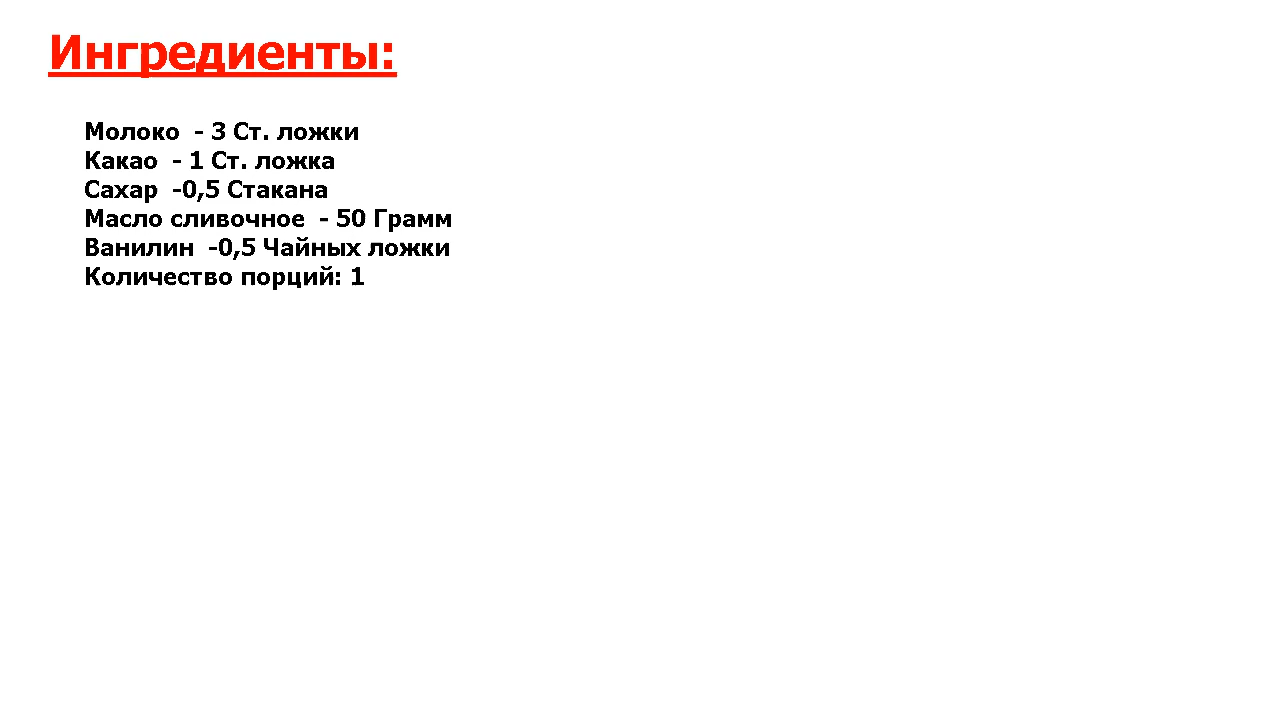 Ингредиенты:
Молоко  - 3 Ст. ложки
Какао  - 1 Ст. ложка
Сахар  -0,5 Стакана
Масло сливочное  - 50 Грамм
Ванилин  -0,5 Чайных ложки
Количество порций: 1